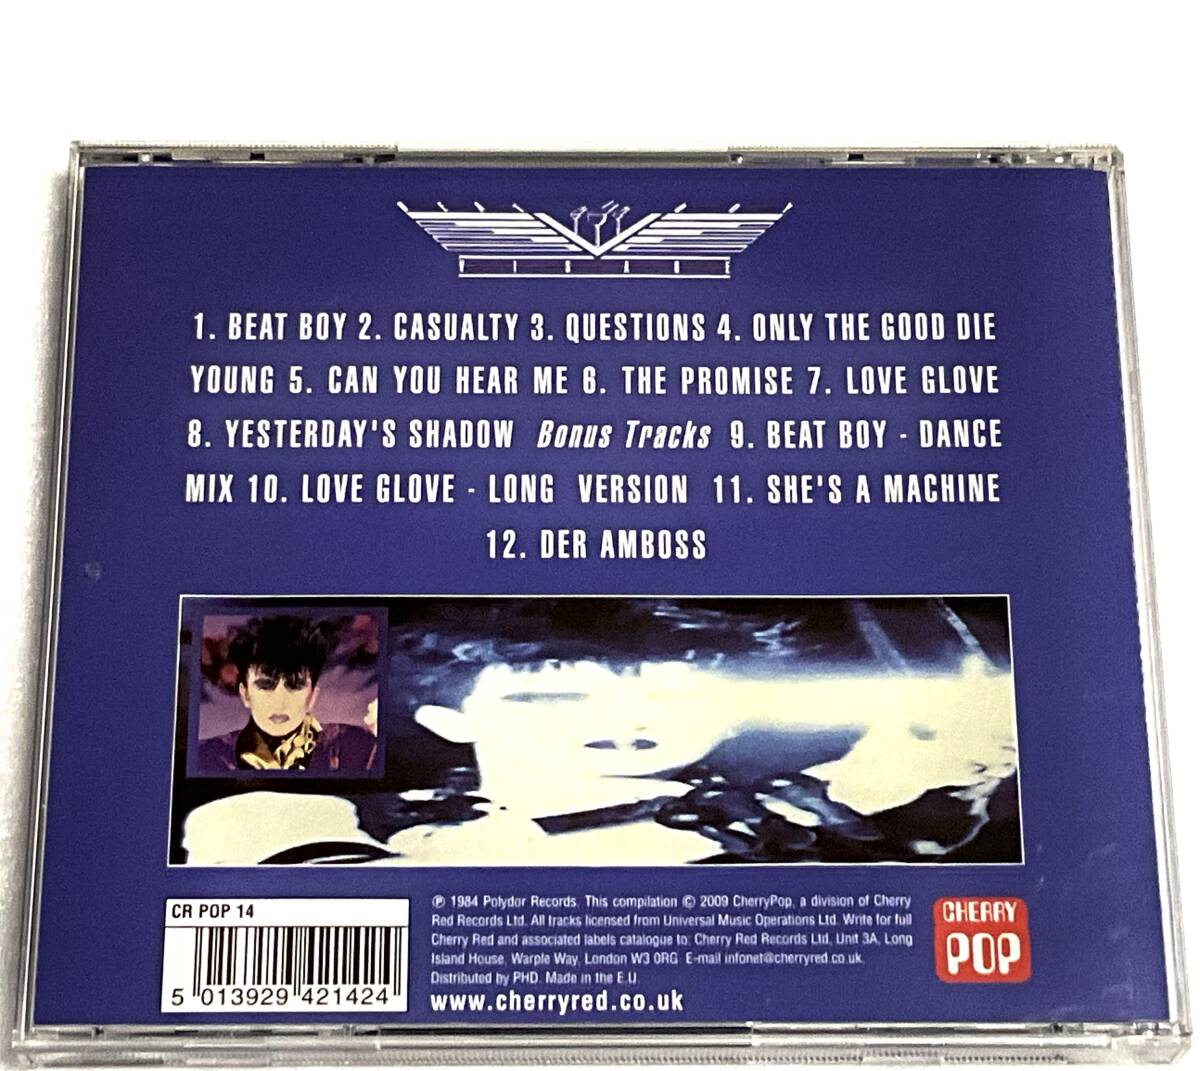 VISAGE
1. BEAT BOY 2. CASUALTY 3. QUESTIONS 4. ONLY THE GOOD DIE
YOUNG 5. CAN YOU HEAR ME 6. THE PROMISE 7. LOVE GLOVE
8. YESTERDAY'S SHADOW Bonus Tracks 9. BEAT BOY - DANCE
MIX 10. LOVE GLOVE - LONG VERSION 11. SHE'S A MACHINE
12. DER AMBOSS
CR POP 14
5 013929 421424
℗ 1984 Polydor Records. This compilation © 2009 CherryPop, a division of Cherry
Red Records Ltd. All tracks licensed from Universal Music Operations Ltd. Write for full
Cherry Red and associated labels catalogue to: Cherry Red Records Ltd, Unit 3A, Long
Island House, Warple Way, London W3 0RG E-mail infonet@cherryred.co.uk.
Distributed by PHD. Made in the E.U.
www.cherryred.co.uk
CHERRY
POP